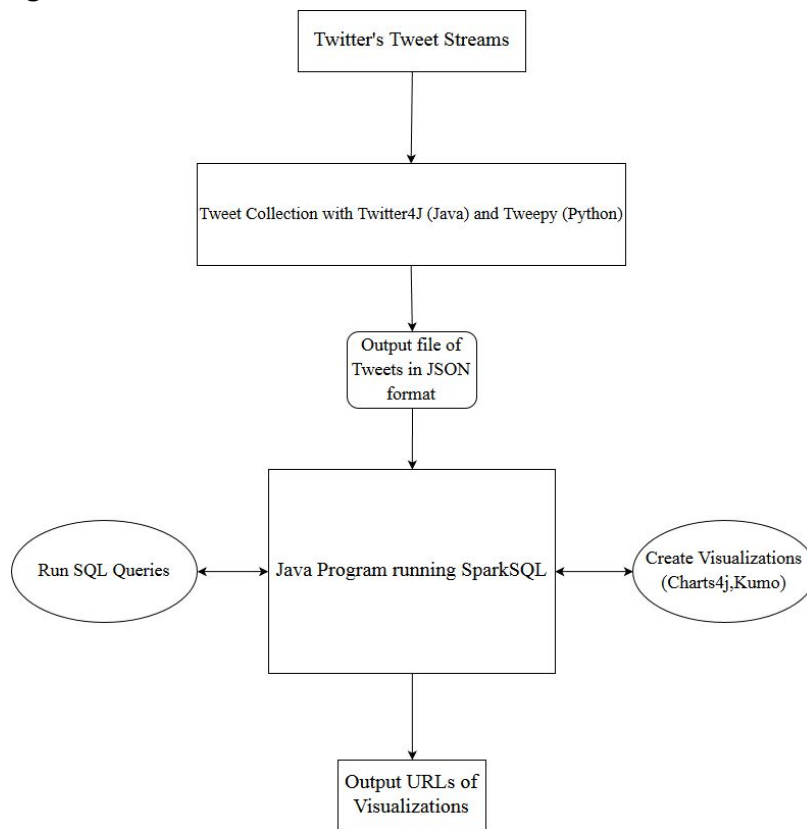 Twitter's Tweet Streams
Tweet Collection with Twitter4J (Java) and Tweepy (Python)
Output file of
Tweets in JSON
format
Run SQL Queries
Java Program running SparkSQL
Create Visualizations
(Charts4j,Kumo)
Output URLs of
Visualizations